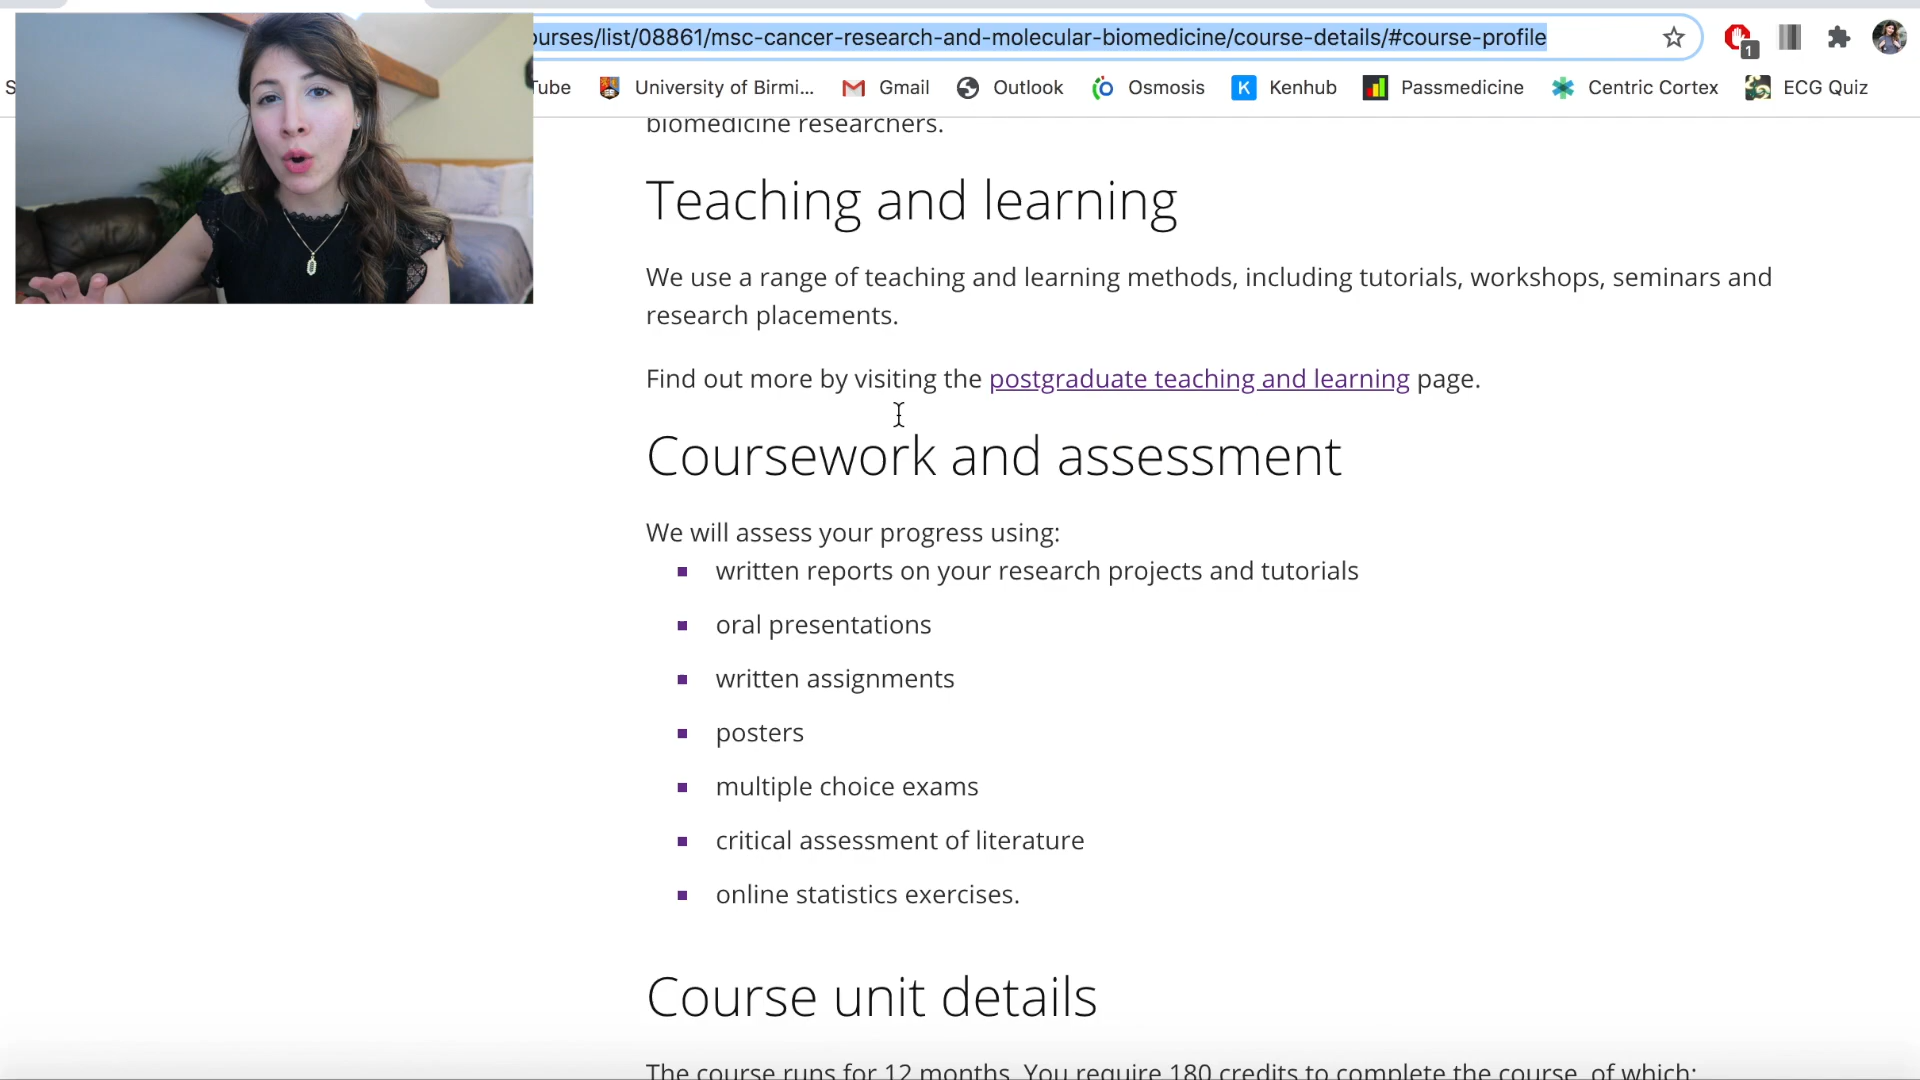 ourses/list/08861/msc-cancer-research-and-molecular-biomedicine/course-details/#course-profile
1
S
Tube University of Birmi... Gmail Outlook Osmosis K Kenhub Passmedicine Centric Cortex ECG Quiz
biomedicine researchers.
Teaching and learning
We use a range of teaching and learning methods, including tutorials, workshops, seminars and
research placements.
Find out more by visiting the postgraduate teaching and learning page.
Coursework and assessment
We will assess your progress using:
written reports on your research projects and tutorials
oral presentations
written assignments
posters
multiple choice exams
critical assessment of literature
online statistics exercises.
Course unit details
The course runs for 12 months. You require 180 credits to complete the course, of which: